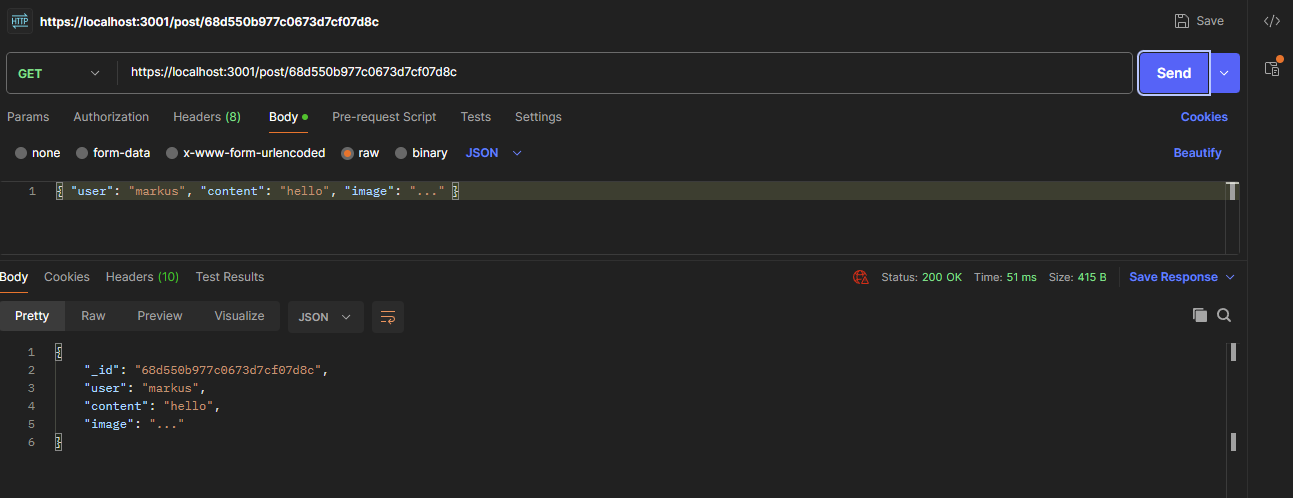 HTTP https://localhost:3001/post/68d550b977c0673d7cf07d8c Save </>
GET https://localhost:3001/post/68d550b977c0673d7cf07d8c Send
Params Authorization Headers (8) Body Pre-request Script Tests Settings Cookies
none form-data x-www-form-urlencoded raw binary JSON Beautify
1 { "user": "markus", "content": "hello", "image": "..." }
Body Cookies Headers (10) Test Results Status: 200 OK Time: 51 ms Size: 415 B Save Response
Pretty Raw Preview Visualize JSON
1 {
2 "_id": "68d550b977c0673d7cf07d8c",
3 "user": "markus",
4 "content": "hello",
5 "image": "..."
6 }